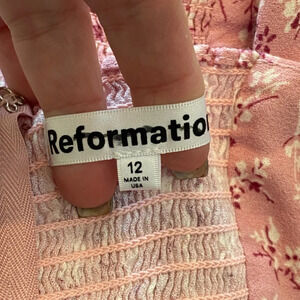 Reformatio
12
MADE IN
USA